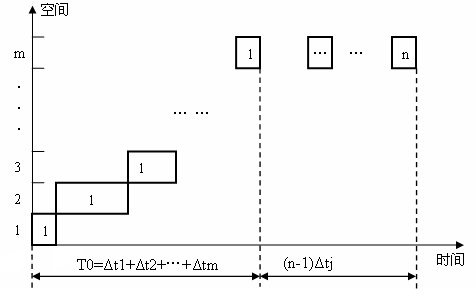 空间
m 1 … … n
.
.
.
… …
3 1
2 1
1 1
时间
T0=Δt1+Δt2+…+Δtm (n-1)Δtj